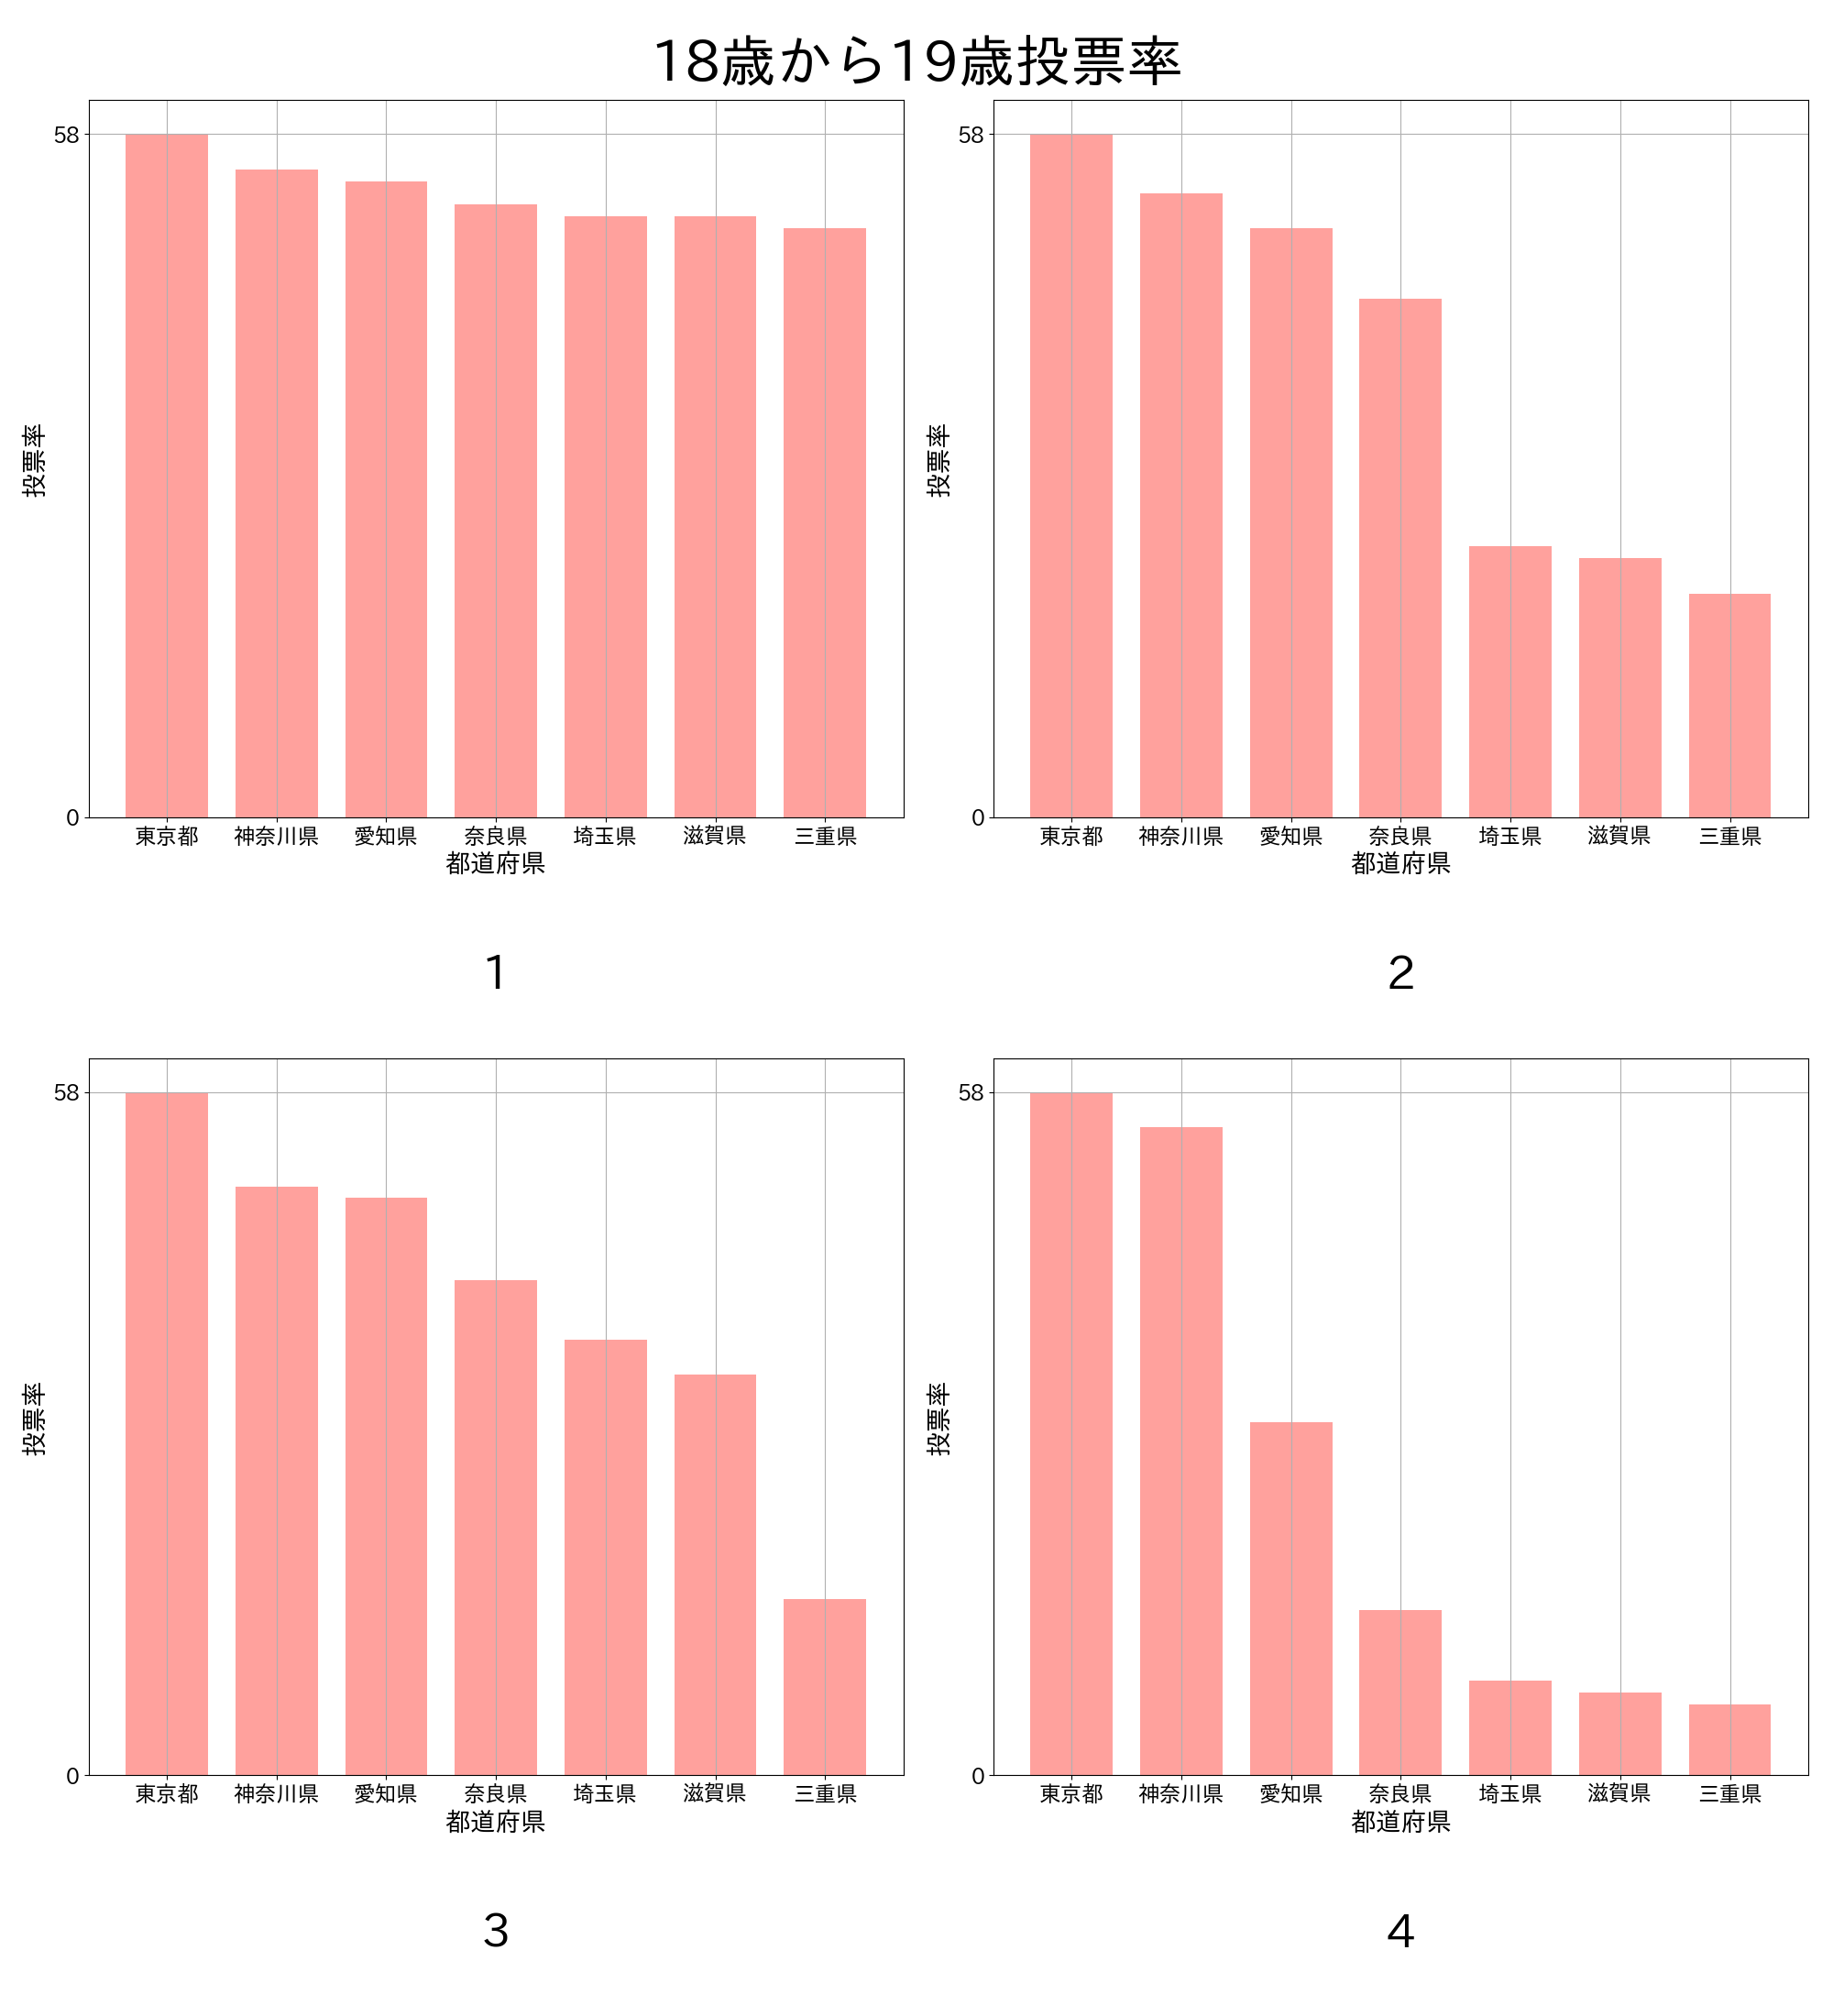 18歳から19歳投票率
58
0
投票率
東京都 神奈川県 愛知県 奈良県 埼玉県 滋賀県 三重県
都道府県
1
58
0
投票率
東京都 神奈川県 愛知県 奈良県 埼玉県 滋賀県 三重県
都道府県
2
58
0
投票率
東京都 神奈川県 愛知県 奈良県 埼玉県 滋賀県 三重県
都道府県
3
58
0
投票率
東京都 神奈川県 愛知県 奈良県 埼玉県 滋賀県 三重県
都道府県
4